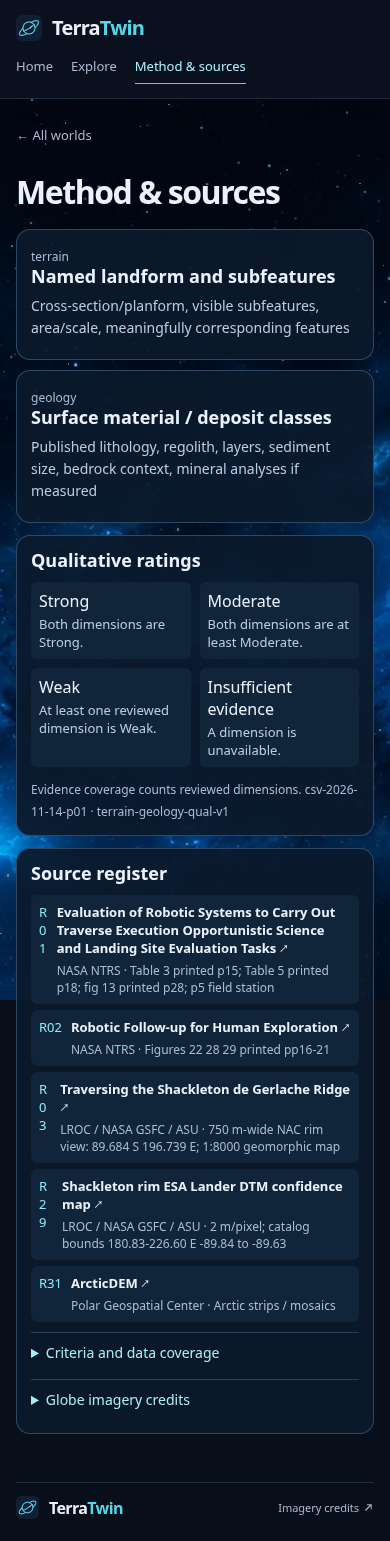 TerraTwin
Home Explore Method & sources
← All worlds
Method & sources
terrain
Named landform and subfeatures
Cross-section/planform, visible subfeatures,
area/scale, meaningfully corresponding features
geology
Surface material / deposit classes
Published lithology, regolith, layers, sediment
size, bedrock context, mineral analyses if
measured
Qualitative ratings
Strong
Both dimensions are
Strong.
Moderate
Both dimensions are at
least Moderate.
Weak
At least one reviewed
dimension is Weak.
Insufficient
evidence
A dimension is
unavailable.
Evidence coverage counts reviewed dimensions. csv-2026-
11-14-p01 · terrain-geology-qual-v1
Source register
R
0
1
Evaluation of Robotic Systems to Carry Out
Traverse Execution Opportunistic Science
and Landing Site Evaluation Tasks ↗
NASA NTRS · Table 3 printed p15; Table 5 printed
p18; fig 13 printed p28; p5 field station
R02 Robotic Follow-up for Human Exploration ↗
NASA NTRS · Figures 22 28 29 printed pp16-21
R
0
3
Traversing the Shackleton de Gerlache Ridge
↗
LROC / NASA GSFC / ASU · 750 m-wide NAC rim
view: 89.684 S 196.739 E; 1:8000 geomorphic map
R
2
9
Shackleton rim ESA Lander DTM confidence
map ↗
LROC / NASA GSFC / ASU · 2 m/pixel; catalog
bounds 180.83-226.60 E -89.84 to -89.63
R31 ArcticDEM ↗
Polar Geospatial Center · Arctic strips / mosaics
▶ Criteria and data coverage
▶ Globe imagery credits
TerraTwin
Imagery credits ↗